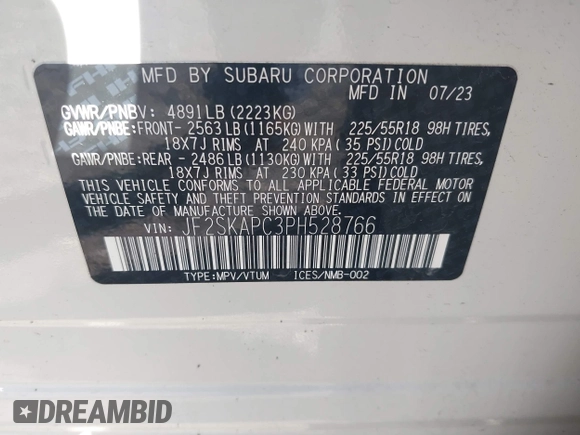 MFD BY SUBARU CORPORATION MFD IN 07/23
GVWR/PNBV: 4891LB(2223KG)
GAWR/PNBE:FRONT- 2563LB(1165KG)WITH 225/55R18 98H TIRES,
18X7J RIMS AT 240 KPA( 35 PSI)COLD
GAWR/PNBE:REAR - 2486LB(1130KG)WITH 225/55R18 98H TIRES,
18X7J RIMS AT 230 KPA( 33 PSI)COLD
THIS VEHICLE CONFORMS TO ALL APPLICABLE FEDERAL MOTOR
VEHICLE SAFETY AND THEFT PREVENTION STANDARDS IN
EFFECT ON THE DATE OF MANUFACTURE SHOWN ABOVE.
VIN: JF2SKAPC3PH528766
TYPE:MPV/VTUM ICES/NMB-002
DREAMBID